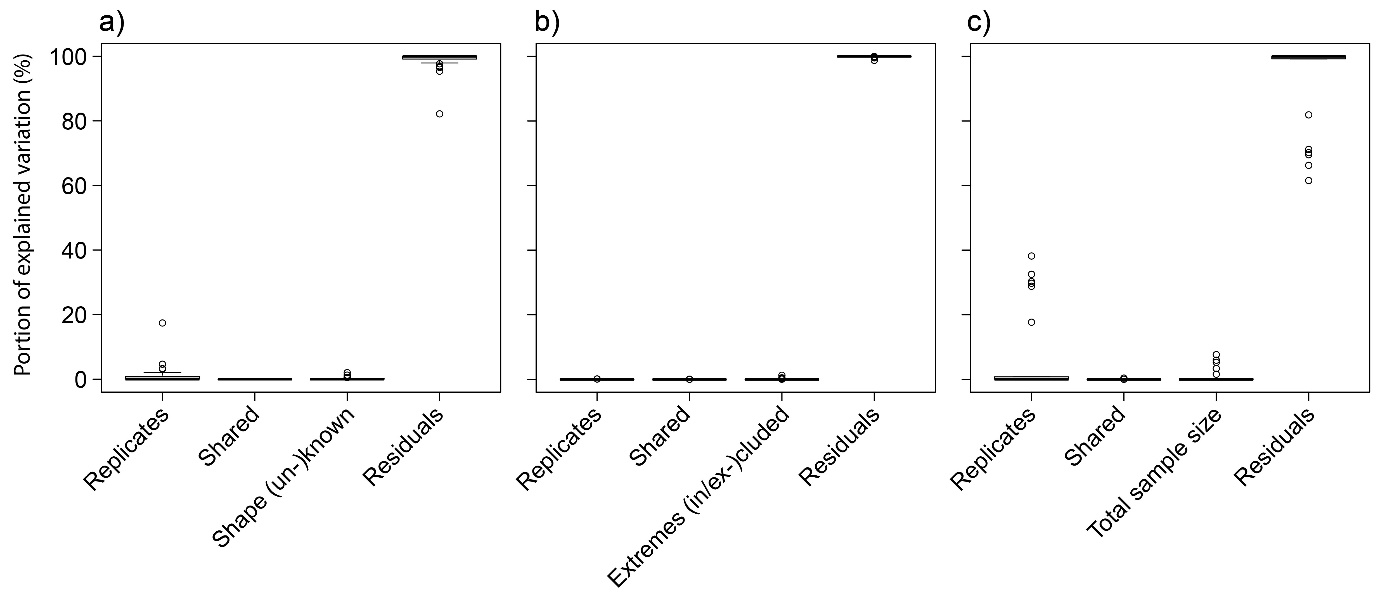 a) b) c)
Portion of explained variation (%)
100
80
60
40
20
0
Replicates
Shared
Shape (un-)known
Residuals
Replicates
Shared
Extremes (in/ex-)cluded
Residuals
Replicates
Shared
Total sample size
Residuals